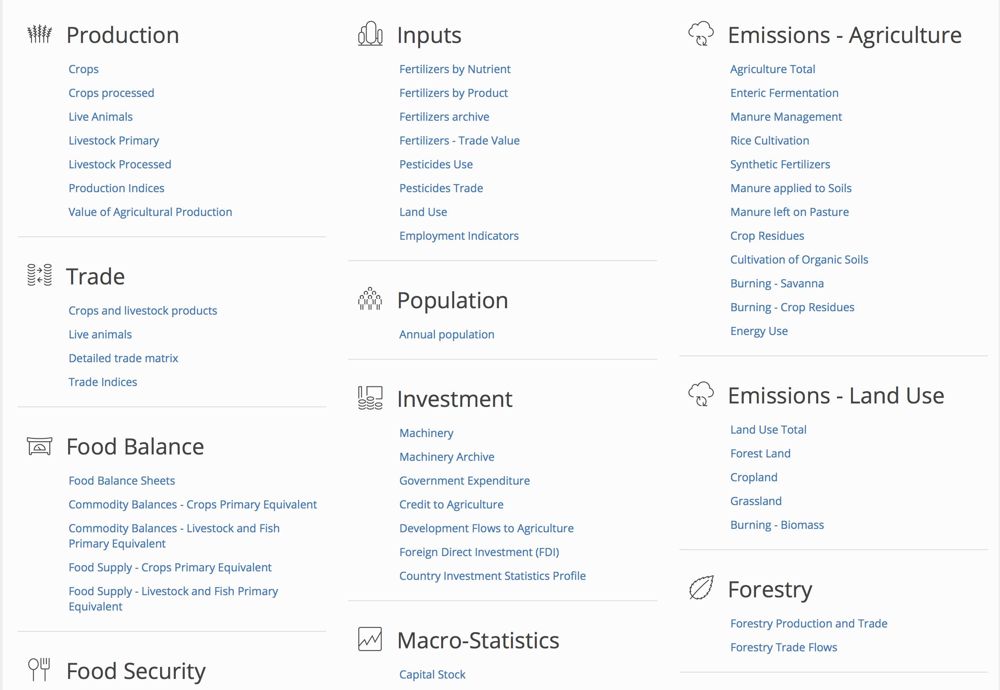 Production
Crops
Crops processed
Live Animals
Livestock Primary
Livestock Processed
Production Indices
Value of Agricultural Production
Trade
Crops and livestock products
Live animals
Detailed trade matrix
Trade Indices
Food Balance
Food Balance Sheets
Commodity Balances - Crops Primary Equivalent
Commodity Balances - Livestock and Fish
Primary Equivalent
Food Supply - Crops Primary Equivalent
Food Supply - Livestock and Fish Primary
Equivalent
Food Security
Inputs
Fertilizers by Nutrient
Fertilizers by Product
Fertilizers archive
Fertilizers - Trade Value
Pesticides Use
Pesticides Trade
Land Use
Employment Indicators
Population
Annual population
Investment
Machinery
Machinery Archive
Government Expenditure
Credit to Agriculture
Development Flows to Agriculture
Foreign Direct Investment (FDI)
Country Investment Statistics Profile
Macro-Statistics
Capital Stock
Emissions - Agriculture
Agriculture Total
Enteric Fermentation
Manure Management
Rice Cultivation
Synthetic Fertilizers
Manure applied to Soils
Manure left on Pasture
Crop Residues
Cultivation of Organic Soils
Burning - Savanna
Burning - Crop Residues
Energy Use
Emissions - Land Use
Land Use Total
Forest Land
Cropland
Grassland
Burning - Biomass
Forestry
Forestry Production and Trade
Forestry Trade Flows